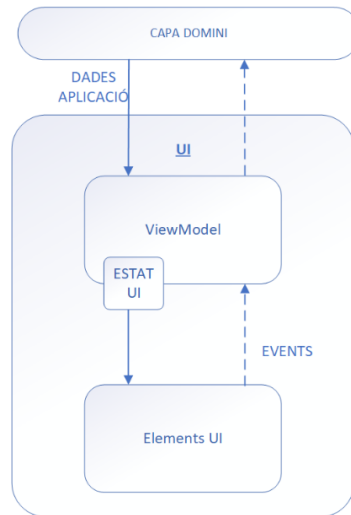 CAPA DOMINI
DADES
APLICACIÓ
UI
ViewModel
ESTAT
UI
EVENTS
Elements UI